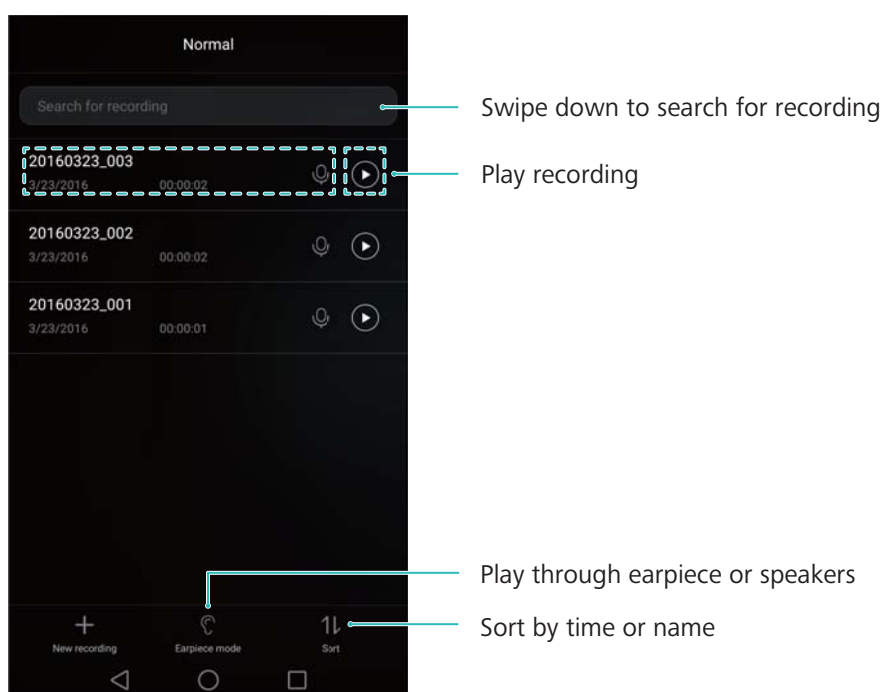 Normal
Search for recording
Swipe down to search for recording
20160323_003
3/23/2016 00:00:02
Play recording
20160323_002
3/23/2016 00:00:02
20160323_001
3/23/2016 00:00:01
Play through earpiece or speakers
Sort by time or name
New recording Earpiece mode Sort